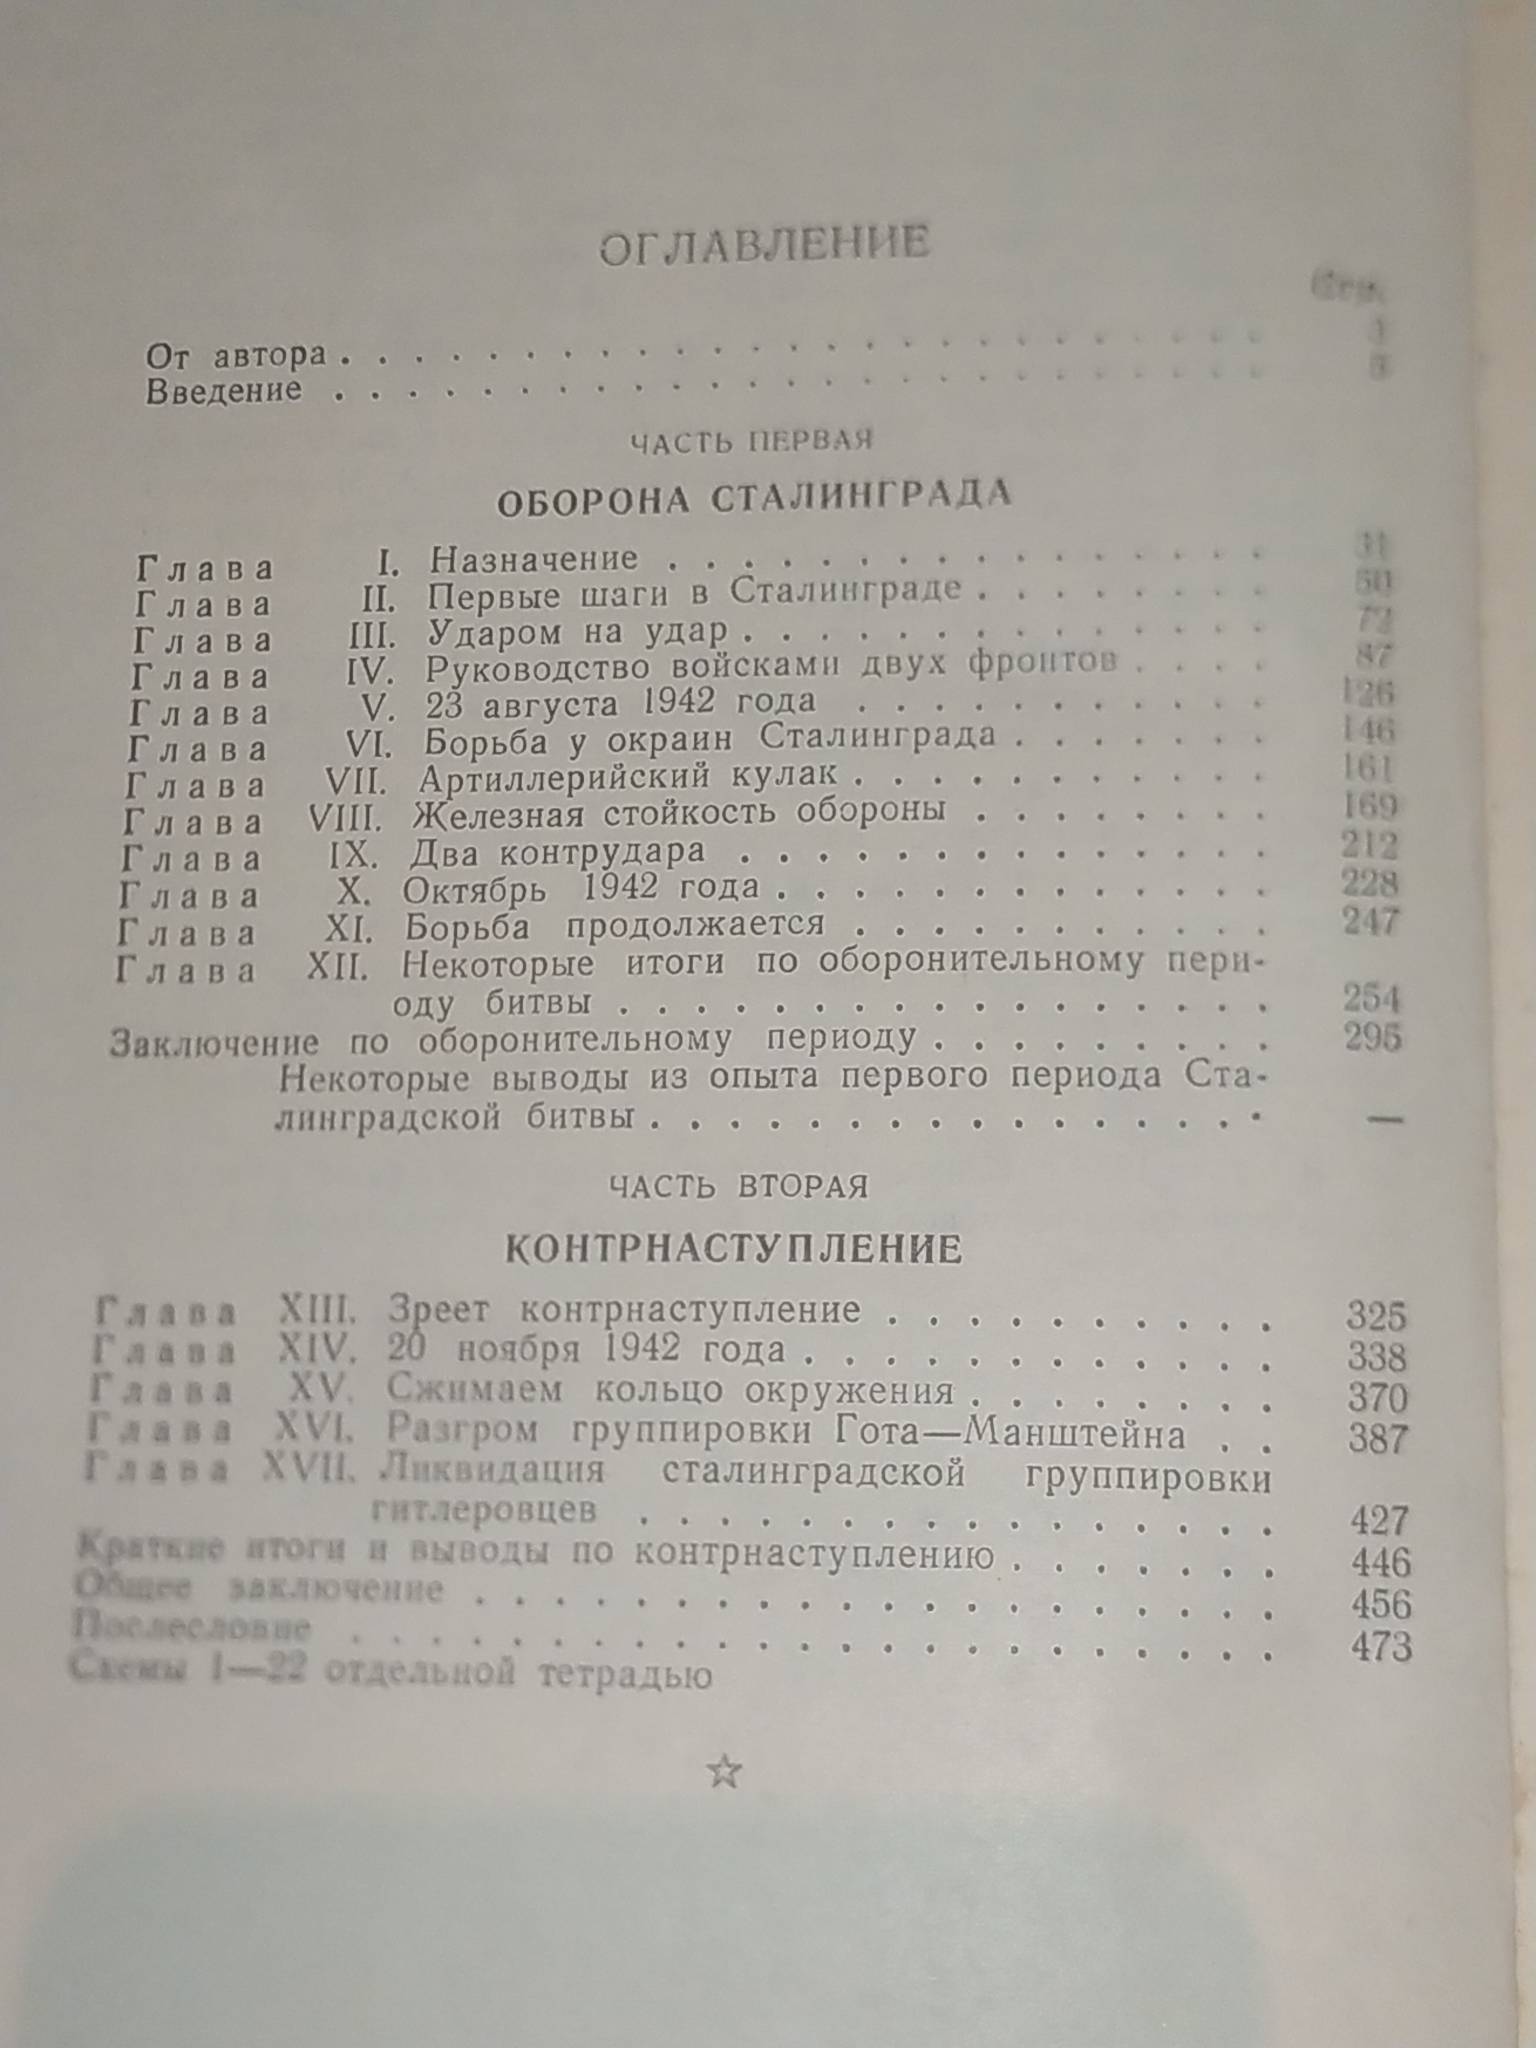 ОГЛАВЛЕНИЕ
Стр.
От автора . . . . . . . . . . . . . . . . . . . . . . . .
Введение . . . . . . . . . . . . . . . . . . . . . . . .
ЧАСТЬ ПЕРВАЯ
ОБОРОНА СТАЛИНГРАДА
Глава I. Назначение . . . . . . . . . . . . . . . . 31
Глава II. Первые шаги в Сталинграде . . . . . . . . 50
Глава III. Ударом на удар . . . . . . . . . . . . . . 72
Глава IV. Руководство войсками двух фронтов . . . . 87
Глава V. 23 августа 1942 года . . . . . . . . . . . 126
Глава VI. Борьба у окраин Сталинграда . . . . . . . 146
Глава VII. Артиллерийский кулак . . . . . . . . . . . 161
Глава VIII. Железная стойкость обороны . . . . . . . . 169
Глава IX. Два контрудара . . . . . . . . . . . . . . 212
Глава X. Октябрь 1942 года . . . . . . . . . . . . . 228
Глава XI. Борьба продолжается . . . . . . . . . . . 247
Глава XII. Некоторые итоги по оборонительному пери-
оду битвы . . . . . . . . . . . . . . . . . 254
Заключение по оборонительному периоду . . . . . . . . . 295
Некоторые выводы из опыта первого периода Ста-
линградской битвы . . . . . . . . . . . . . . . . —
ЧАСТЬ ВТОРАЯ
КОНТРНАСТУПЛЕНИЕ
Глава XIII. Зреет контрнаступление . . . . . . . . . . 325
Глава XIV. 20 ноября 1942 года . . . . . . . . . . . . 338
Глава XV. Сжимаем кольцо окружения . . . . . . . . 370
Глава XVI. Разгром группировки Гота—Манштейна . . 387
Глава XVII. Ликвидация сталинградской группировки
гитлеровцев . . . . . . . . . . . . . . . . 427
Краткие итоги и выводы по контрнаступлению . . . . . . . 446
Общее заключение . . . . . . . . . . . . . . . . . . . . 456
Послесловие . . . . . . . . . . . . . . . . . . . . . . . 473
Схемы 1—22 отдельной тетрадью